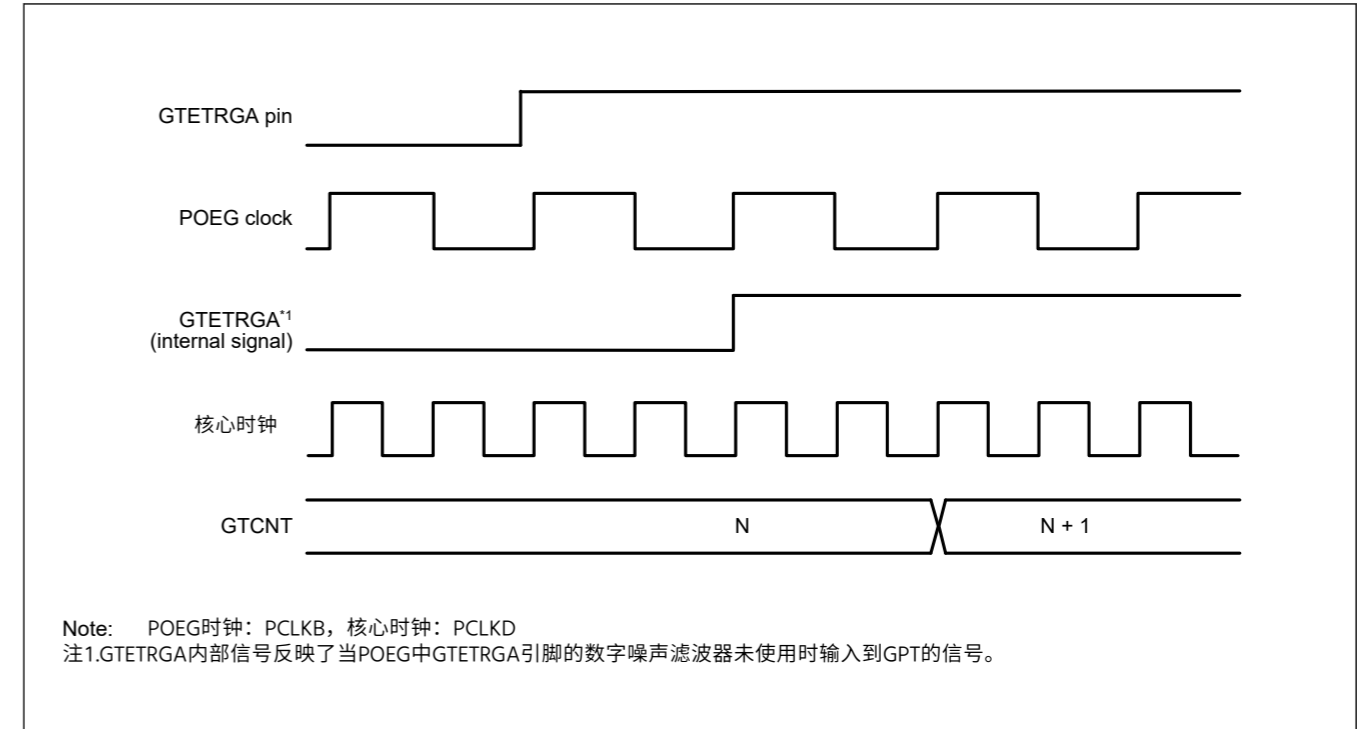 GTETRGA pin
POEG clock
GTETRGA*1
(internal signal)
核心时钟
GTCNT N N + 1
Note: POEG时钟：PCLKB，核心时钟：PCLKD
注1.GTETRGA内部信号反映了当POEG中GTETRGA引脚的数字噪声滤波器未使用时输入到GPT的信号。